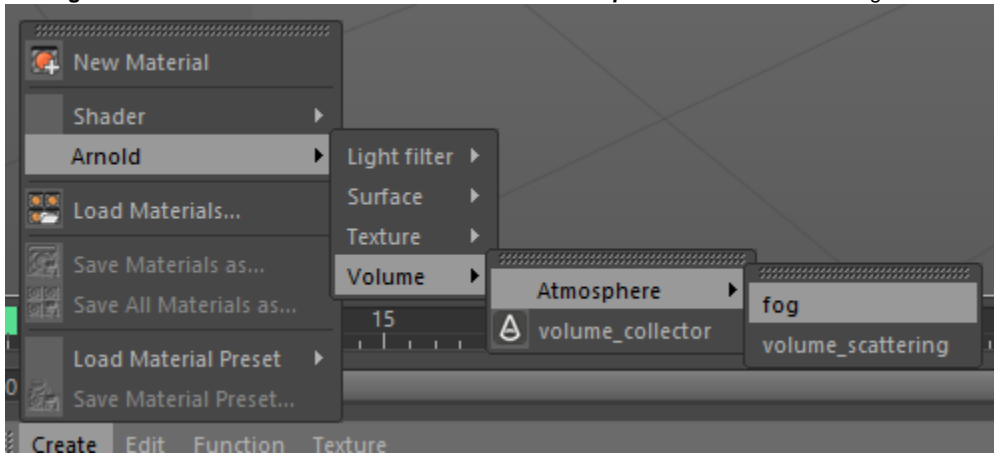 New Material
Shader
Arnold
Load Materials...
Save Materials as...
Save All Materials as...
Load Material Preset
Save Material Preset...
Light filter
Surface
Texture
Volume
Atmosphere
volume_collector
fog
volume_scattering
15
0
Create Edit Function Texture